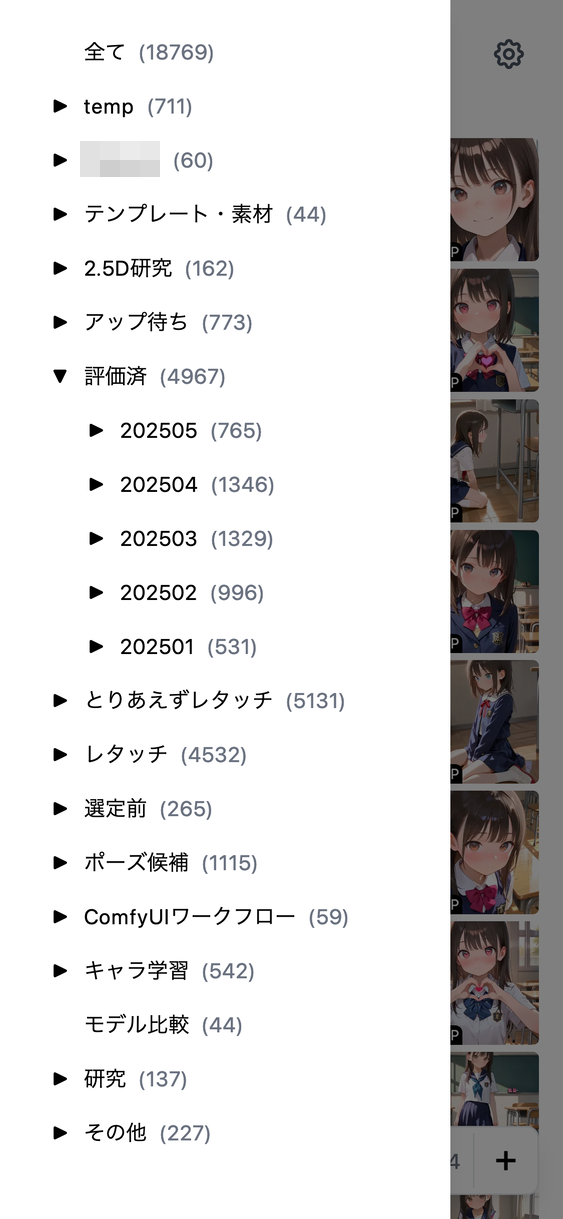 全て (18769)
temp (711)
(60)
テンプレート・素材 (44)
2.5D研究 (162)
アップ待ち (773)
評価済 (4967)
202505 (765)
202504 (1346)
202503 (1329)
202502 (996)
202501 (531)
とりあえずレタッチ (5131)
レタッチ (4532)
選定前 (265)
ポーズ候補 (1115)
ComfyUIワークフロー (59)
キャラ学習 (542)
モデル比較 (44)
研究 (137)
その他 (227)
P
P
P
P
P
P
P
4 +